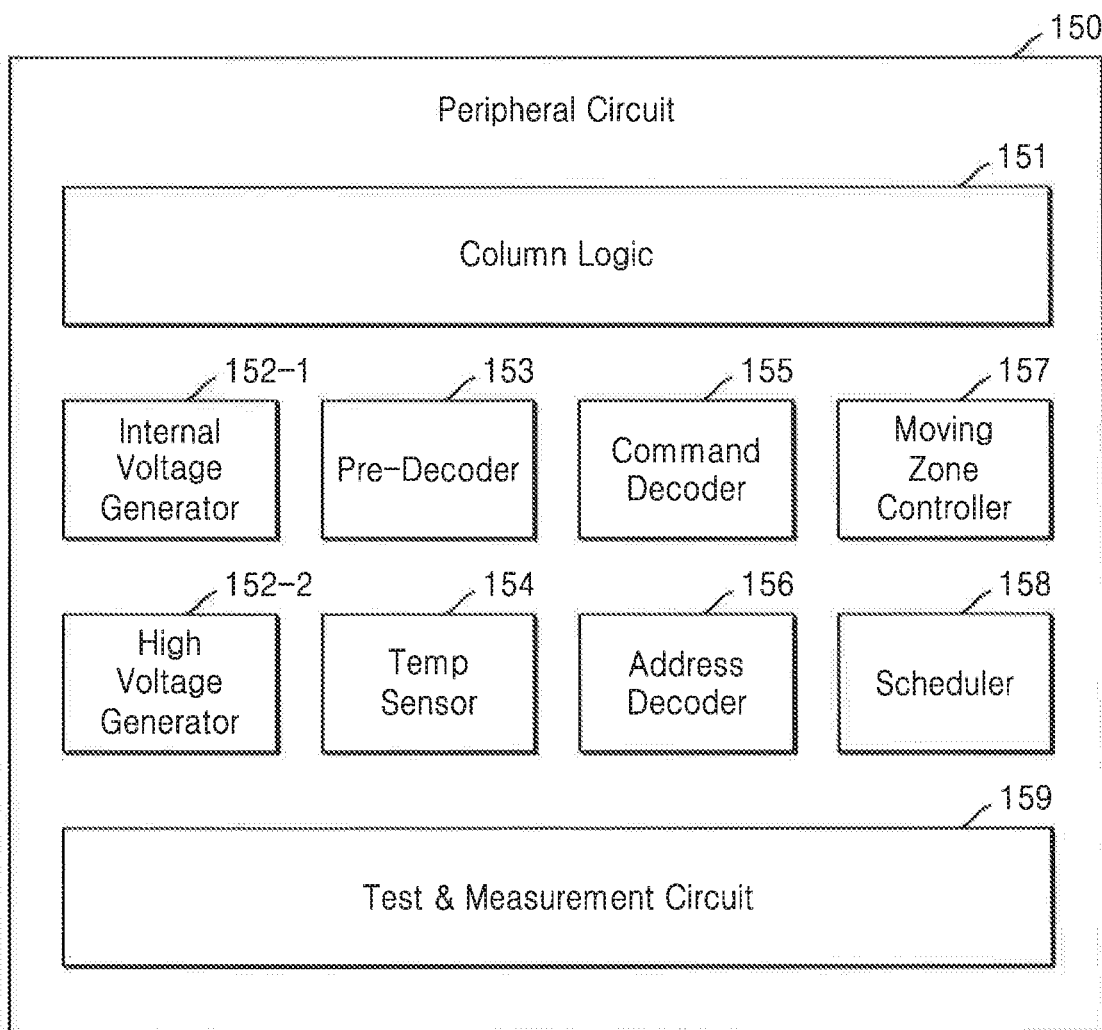 150
Peripheral Circuit
151
Column Logic
152-1
Internal
Voltage
Generator
153
Pre-Decoder
155
Command
Decoder
157
Moving
Zone
Controller
152-2
High
Voltage
Generator
154
Temp
Sensor
156
Address
Decoder
158
Scheduler
159
Test & Measurement Circuit